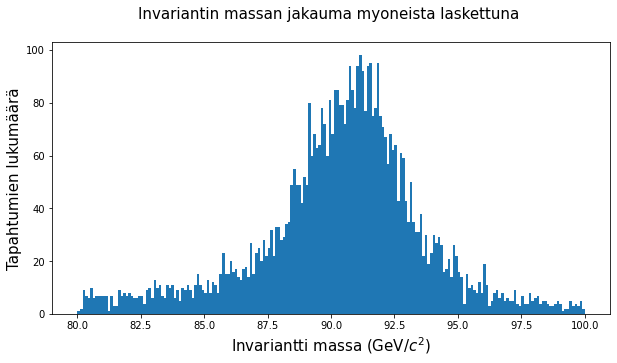 Invariantin massan jakauma myoneista laskettuna
100
80
60
40
20
0
Tapahtumien lukumäärä
80.0 82.5 85.0 87.5 90.0 92.5 95.0 97.5 100.0
Invariantti massa (GeV/c²)